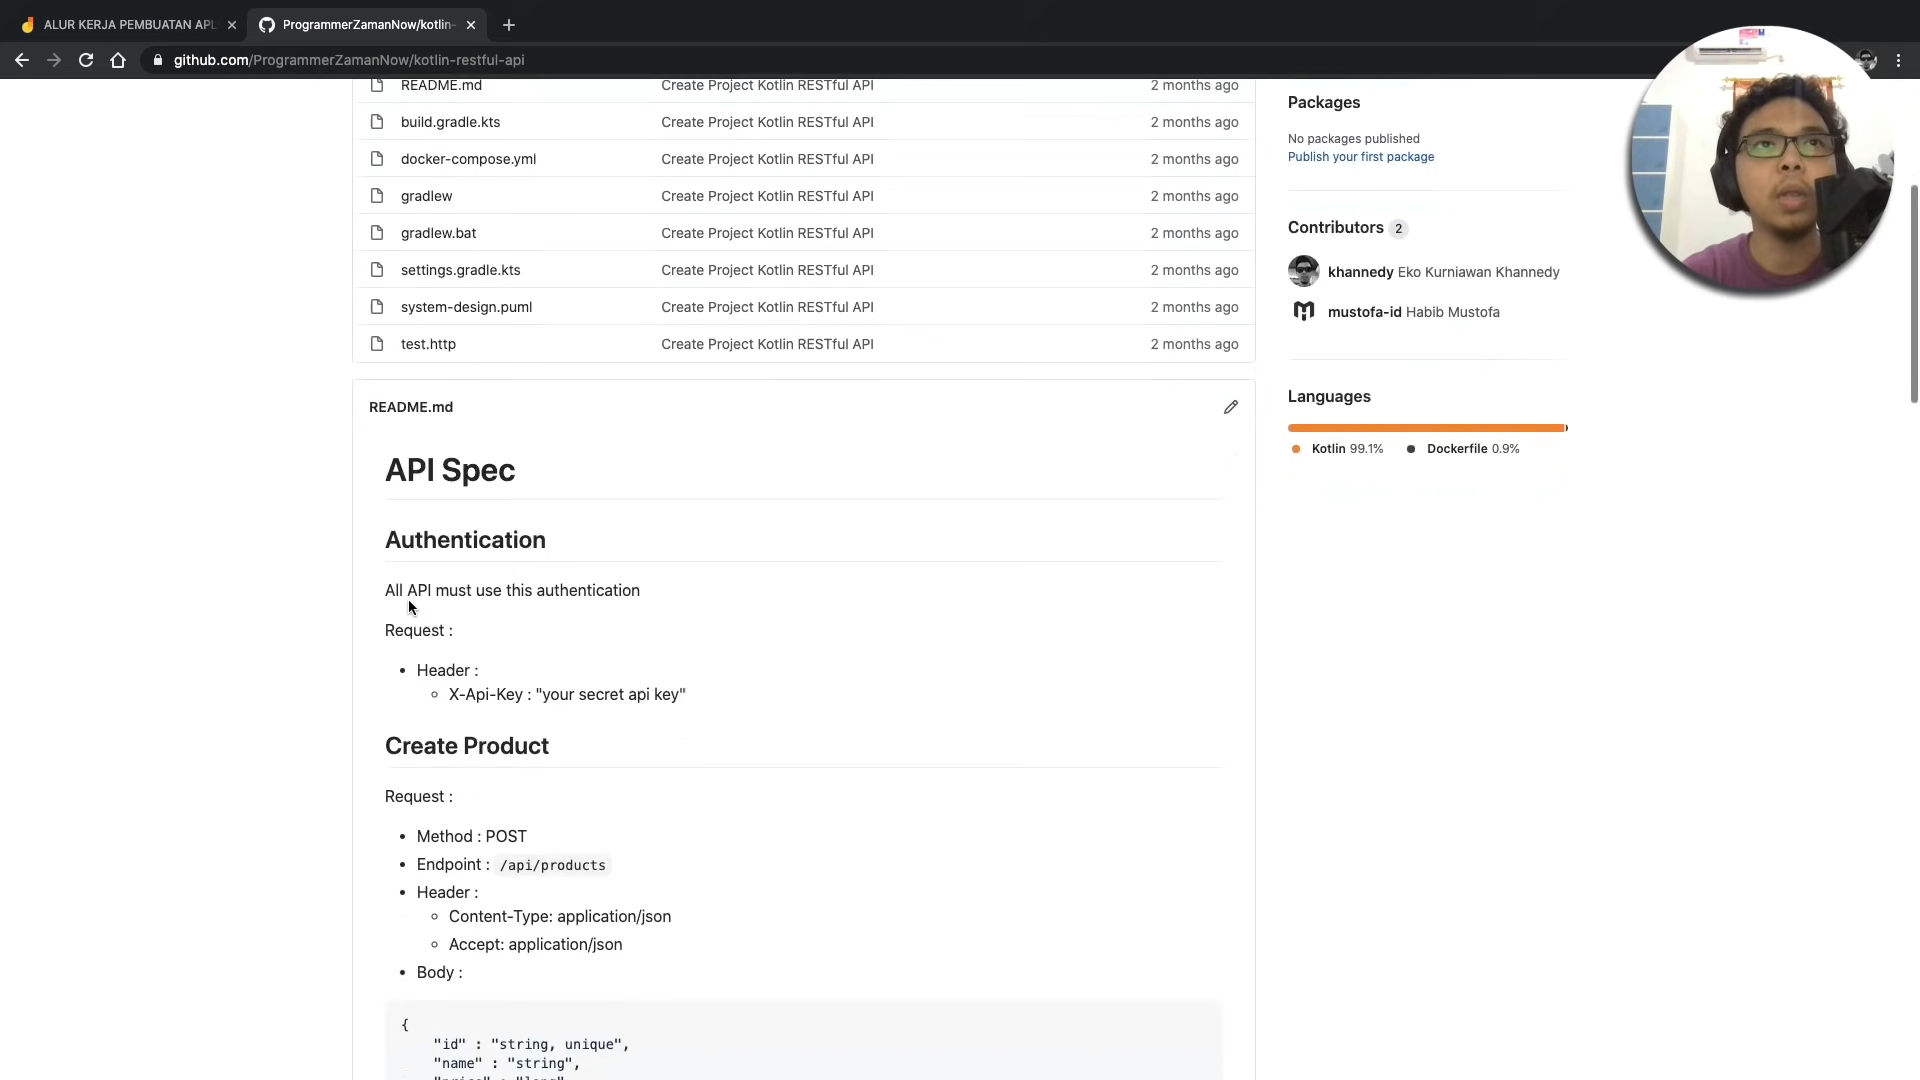 ALUR KERJA PEMBUATAN APL
ProgrammerZamanNow/kotlin-
github.com/ProgrammerZamanNow/kotlin-restful-api
README.md Create Project Kotlin RESTful API 2 months ago
build.gradle.kts Create Project Kotlin RESTful API 2 months ago
docker-compose.yml Create Project Kotlin RESTful API 2 months ago
gradlew Create Project Kotlin RESTful API 2 months ago
gradlew.bat Create Project Kotlin RESTful API 2 months ago
settings.gradle.kts Create Project Kotlin RESTful API 2 months ago
system-design.puml Create Project Kotlin RESTful API 2 months ago
test.http Create Project Kotlin RESTful API 2 months ago
README.md
API Spec
Authentication
All API must use this authentication
Request :
Header :
X-Api-Key : "your secret api key"
Create Product
Request :
Method : POST
Endpoint : /api/products
Header :
Content-Type: application/json
Accept: application/json
Body :
{
"id" : "string, unique",
"name" : "string",
Packages
No packages published
Publish your first package
Contributors 2
khannedy Eko Kurniawan Khannedy
mustofa-id Habib Mustofa
Languages
Kotlin 99.1% Dockerfile 0.9%